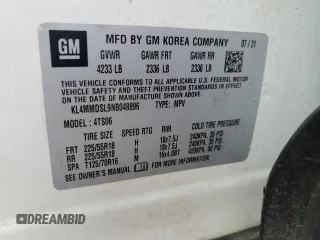 GM
MFD BY GM KOREA COMPANY 07/21
GVWR GAWR FRT GAWR RR
4233 LB 2336 LB 2336 LB
THIS VEHICLE CONFORMS TO ALL APPLICABLE U.S. FEDERAL MOTOR
VEHICLE SAFETY, BUMPER, AND THEFT PREVENTION STANDARDS
IN EFFECT ON THE DATE OF MANUFACTURE SHOWN ABOVE.
KL4MMDSL9NB048896 TYPE: MPV
MODEL: 4TS06
TIRE SIZE SPEED RTG RIM COLD TIRE PRESSURE
FRT 225/55R18 H 18x7.5J 240KPA, 35 PSI
RR 225/55R18 H 18x7.5J 240KPA, 35 PSI
SPA T125/70R16 M 16x4.0BT 420KPA, 60 PSI
DREAMBID